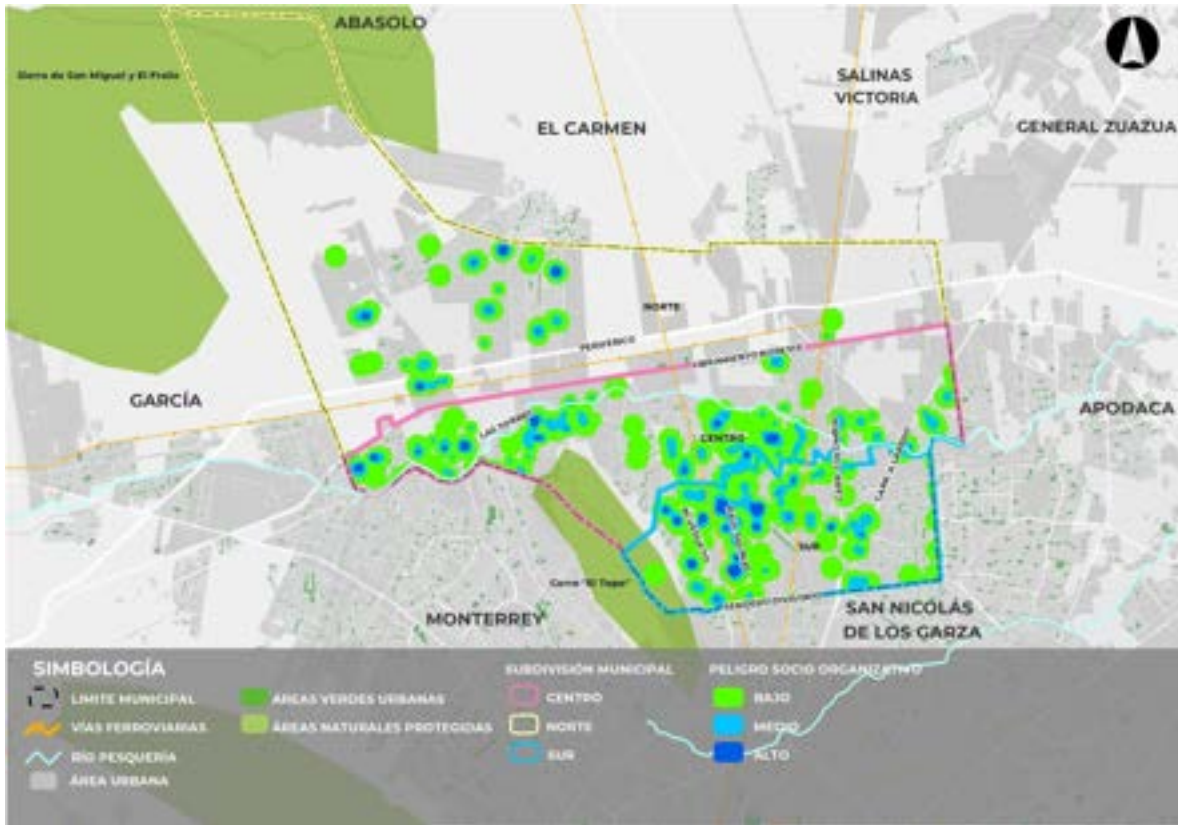 ABASOLO
Sierra de San Miguel y El Fraile
SALINAS
VICTORIA
EL CARMEN
GENERAL ZUAZUA
NORTE
PERIFÉRICO
GARCÍA
APODACA
LAS TORRES
CENTRO
SUR
Cerro "El Topo"
MONTERREY
SAN NICOLÁS
DE LOS GARZA
SIMBOLOGÍA
LIMITE MUNICIPAL
VÍAS FERROVIARIAS
RÍO PESQUERÍA
ÁREA URBANA
ÁREAS VERDES URBANAS
ÁREAS NATURALES PROTEGIDAS
SUBDIVISIÓN MUNICIPAL
CENTRO
NORTE
SUR
PELIGRO SOCIO ORGANIZATIVO
BAJO
MEDIO
ALTO